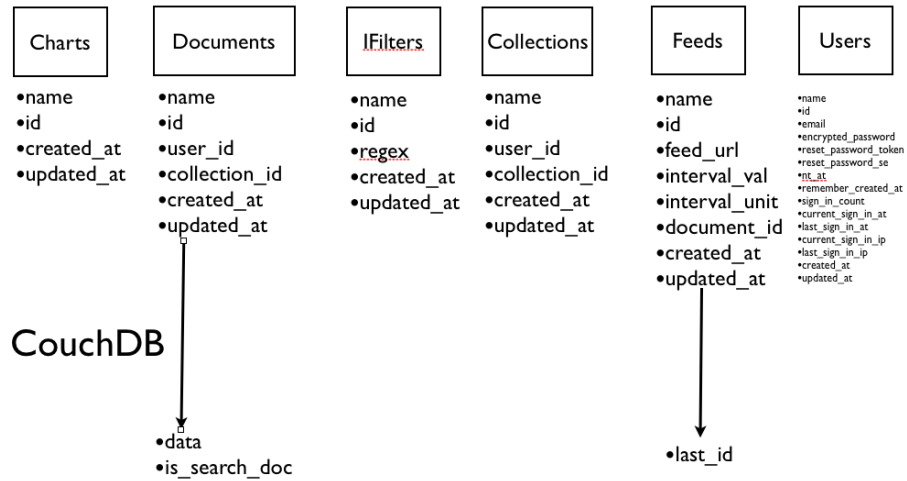 Charts
•name
•id
•created_at
•updated_at
Documents
•name
•id
•user_id
•collection_id
•created_at
•updated_at
IFilters
•name
•id
•regex
•created_at
•updated_at
Collections
•name
•id
•user_id
•collection_id
•created_at
•updated_at
Feeds
•name
•id
•feed_url
•interval_val
•interval_unit
•document_id
•created_at
•updated_at
Users
•name
•id
•email
•encrypted_password
•reset_password_token
•reset_password_se
•nt_at
•remember_created_at
•sign_in_count
•current_sign_in_at
•last_sign_in_at
•current_sign_in_ip
•last_sign_in_ip
•created_at
•updated_at
CouchDB
•data
•is_search_doc
•last_id